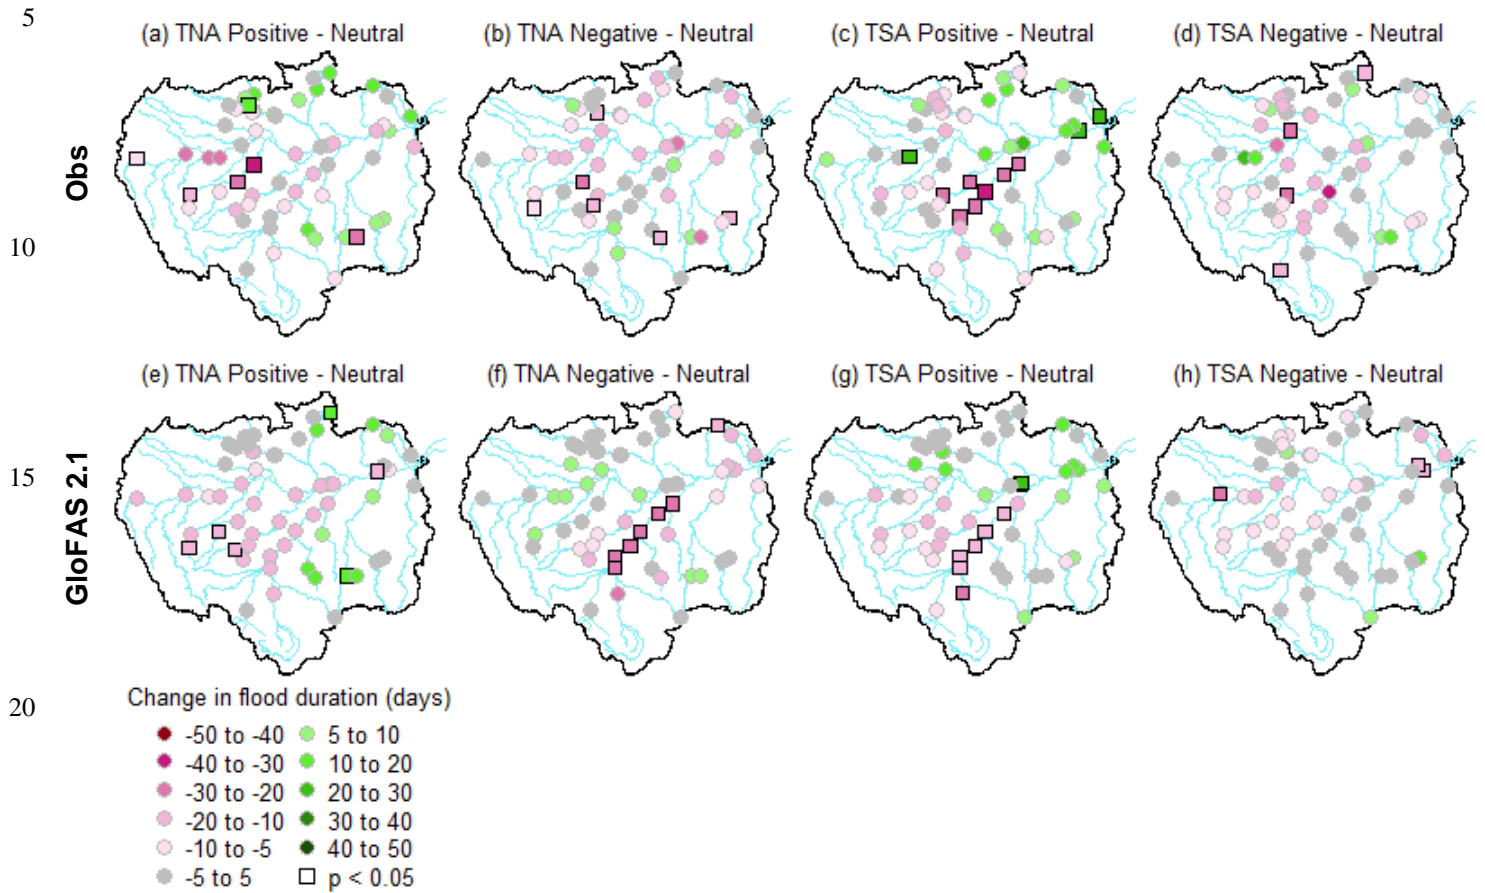 5
(a) TNA Positive - Neutral
(b) TNA Negative - Neutral
(c) TSA Positive - Neutral
(d) TSA Negative - Neutral
Obs
10
(e) TNA Positive - Neutral
(f) TNA Negative - Neutral
(g) TSA Positive - Neutral
(h) TSA Negative - Neutral
15
GloFAS 2.1
20
Change in flood duration (days)
-50 to -40
-40 to -30
-30 to -20
-20 to -10
-10 to -5
-5 to 5
5 to 10
10 to 20
20 to 30
30 to 40
40 to 50
p < 0.05